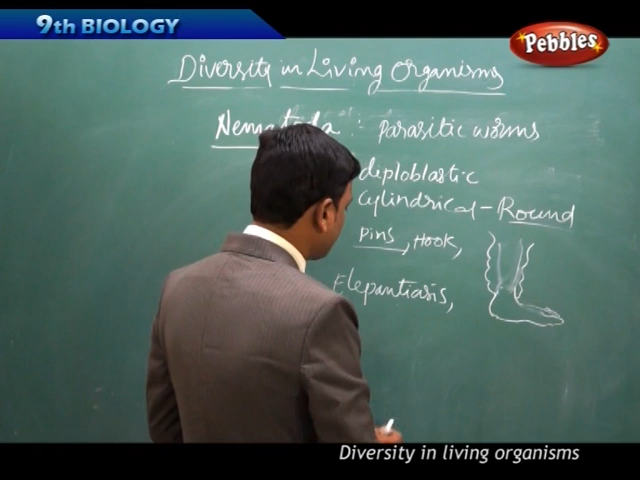 9th BIOLOGY
Pebbles
Diversity in Living Organisms
Nematoda :- Parasitic worms
deploblastic
Cylindrical - Round
Pins, Hook,
Elepantiasis,
Diversity in living organisms